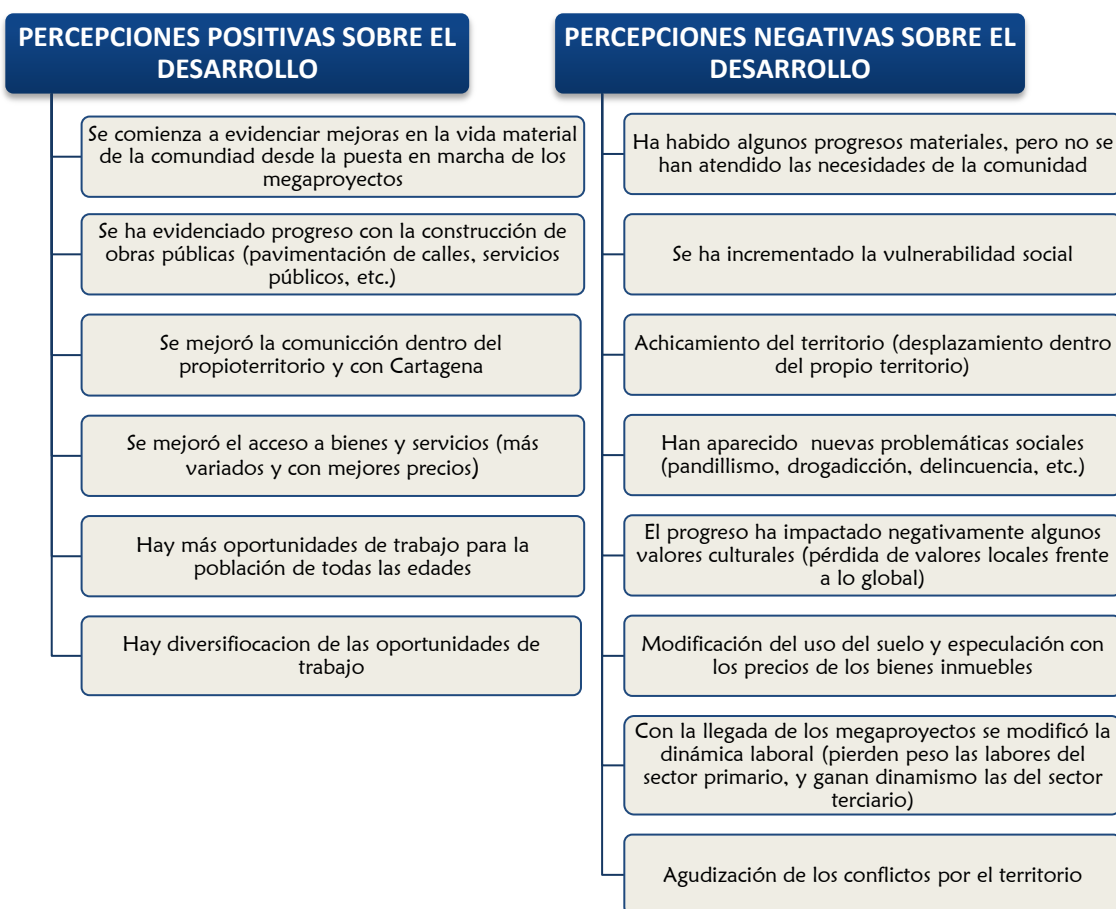 PERCEPCIONES POSITIVAS SOBRE EL
DESARROLLO
Se comienza a evidenciar mejoras en la vida material
de la comundiad desde la puesta en marcha de los
megaproyectos
Se ha evidenciado progreso con la construcción de
obras públicas (pavimentación de calles, servicios
públicos, etc.)
Se mejoró la comunicción dentro del
propioterritorio y con Cartagena
Se mejoró el acceso a bienes y servicios (más
variados y con mejores precios)
Hay más oportunidades de trabajo para la
población de todas las edades
Hay diversifiocacion de las oportunidades de
trabajo
PERCEPCIONES NEGATIVAS SOBRE EL
DESARROLLO
Ha habido algunos progresos materiales, pero no se
han atendido las necesidades de la comunidad
Se ha incrementado la vulnerabilidad social
Achicamiento del territorio (desplazamiento dentro
del propio territorio)
Han aparecido nuevas problemáticas sociales
(pandillismo, drogadicción, delincuencia, etc.)
El progreso ha impactado negativamente algunos
valores culturales (pérdida de valores locales frente
a lo global)
Modificación del uso del suelo y especulación con
los precios de los bienes inmuebles
Con la llegada de los megaproyectos se modificó la
dinámica laboral (pierden peso las labores del
sector primario, y ganan dinamismo las del sector
terciario)
Agudización de los conflictos por el territorio